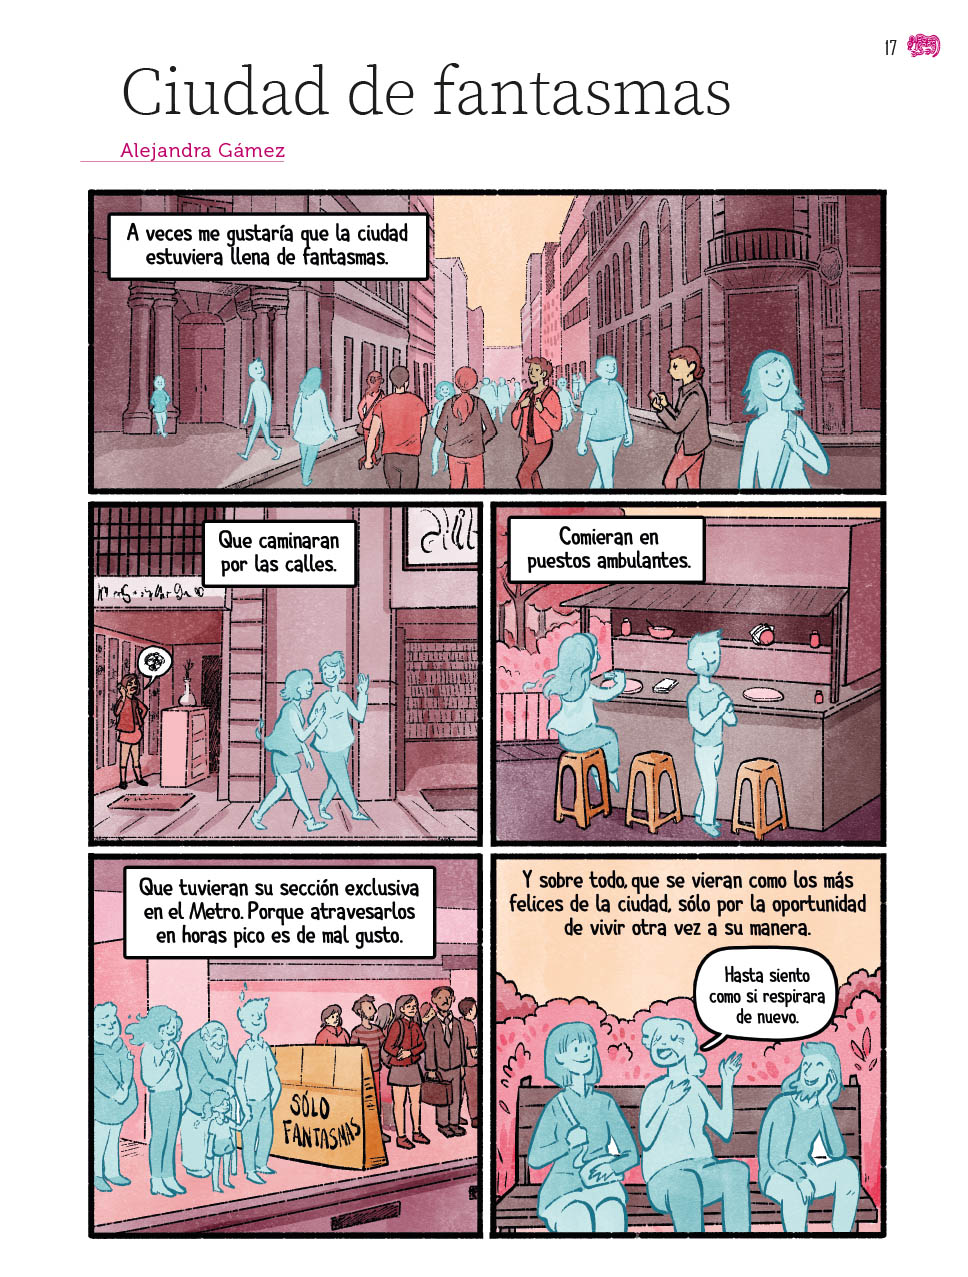 17
Ciudad de fantasmas
Alejandra Gámez
A veces me gustaría que la ciudad
estuviera llena de fantasmas.
Que caminaran
por las calles.
Comieran en
puestos ambulantes.
Que tuvieran su sección exclusiva
en el Metro. Porque atravesarlos
en horas pico es de mal gusto.
SÓLO
FANTASMAS
Y sobre todo, que se vieran como los más
felices de la ciudad, sólo por la oportunidad
de vivir otra vez a su manera.
Hasta siento
como si respirara
de nuevo.